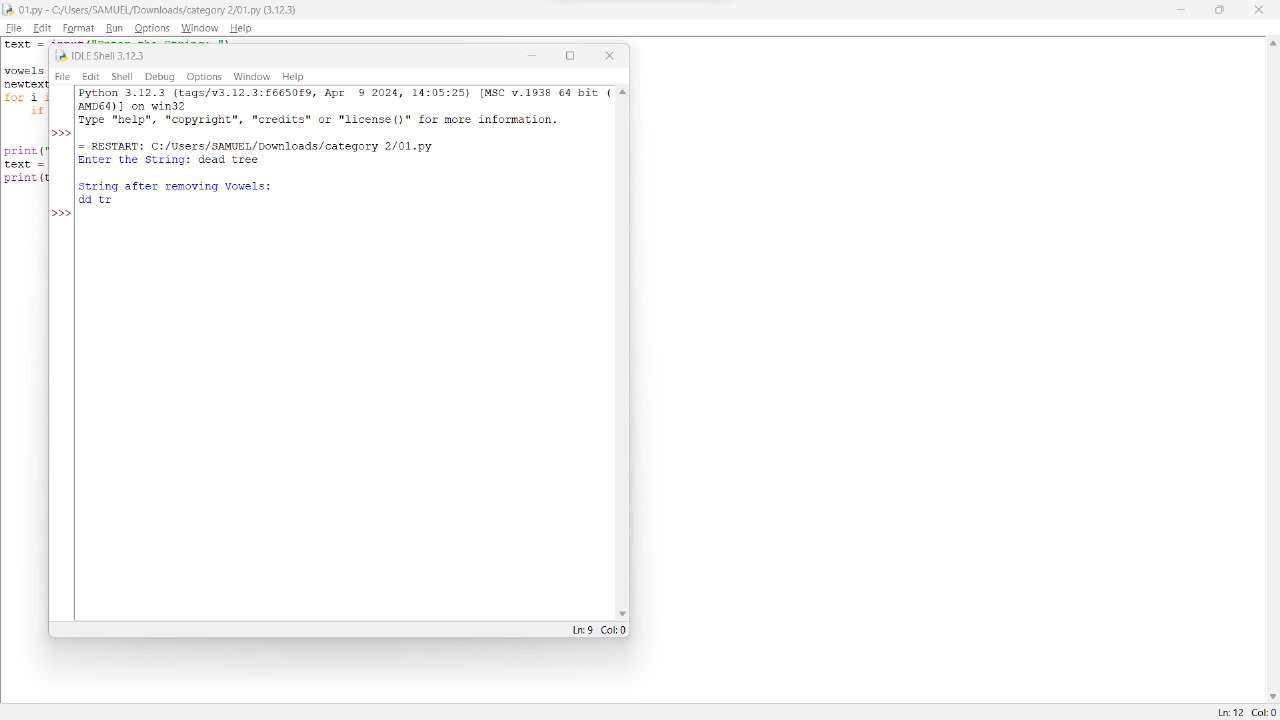 01.py - C:/Users/SAMUEL/Downloads/category 2/01.py (3.12.3)
File Edit Format Run Options Window Help
text =
vowels
newtext
for i
if
print("
text =
print(t
IDLE Shell 3.12.3
File Edit Shell Debug Options Window Help
Python 3.12.3 (tags/v3.12.3:f6650f9, Apr  9 2024, 14:05:25) [MSC v.1938 64 bit (
AMD64)] on win32
Type "help", "copyright", "credits" or "license()" for more information.
>>>
= RESTART: C:/Users/SAMUEL/Downloads/category 2/01.py
Enter the String: dead tree
String after removing Vowels:
dd tr
>>>
Ln: 9 Col: 0
Ln: 12 Col: 0